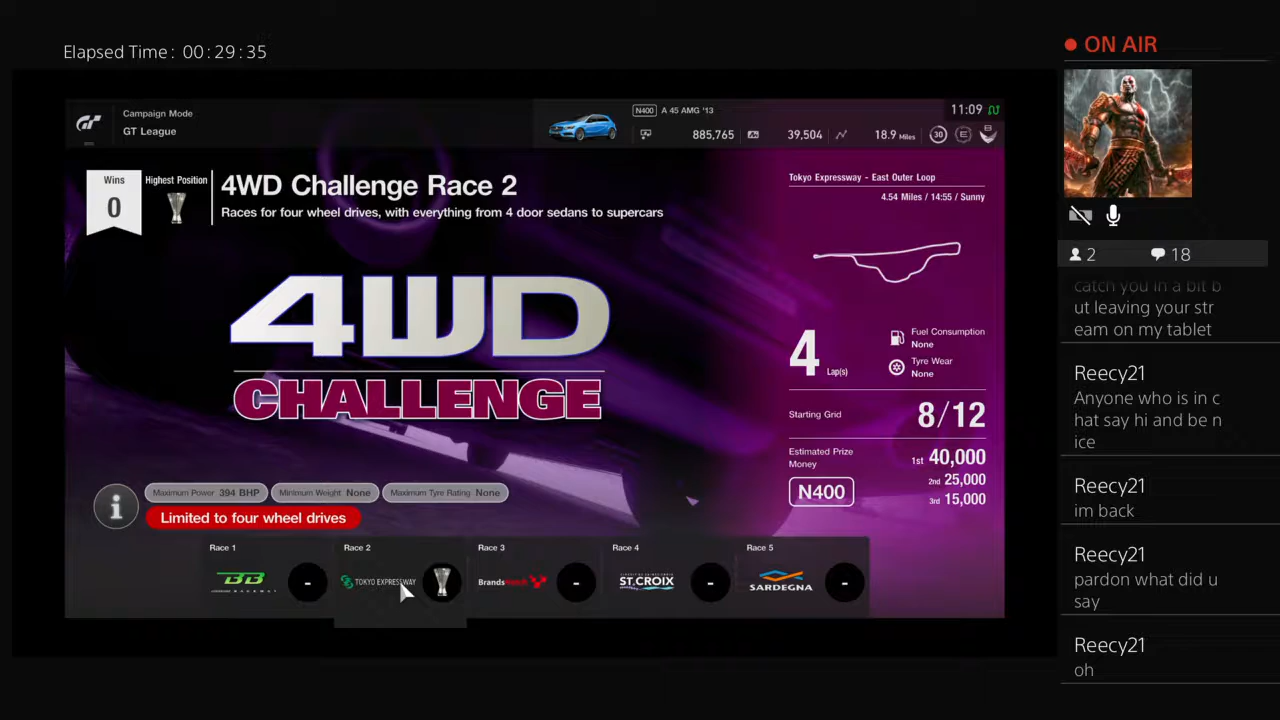 Elapsed Time: 00:29:35
ON AIR
Campaign Mode
GT League
N400 A 45 AMG '13
885,765
39,504
18.9 Miles
30
E
B
11:09
Wins
0
Highest Position
4WD Challenge Race 2
Races for four wheel drives, with everything from 4 door sedans to supercars
Tokyo Expressway - East Outer Loop
4.54 Miles / 14:55 / Sunny
4WD
CHALLENGE
4 Lap(s)
Fuel Consumption
None
Tyre Wear
None
Starting Grid 8/12
Estimated Prize
Money
N400
1st 40,000
2nd 25,000
3rd 15,000
Maximum Power 394 BHP
Minimum Weight None
Maximum Tyre Rating None
Limited to four wheel drives
Race 1
BB
-
Race 2
TOKYO EXPRESSWAY
Race 3
BrandsHatch
-
Race 4
ST.CROIX
-
Race 5
SARDEGNA
-
2
18
catch you in a bit b
ut leaving your str
eam on my tablet
Reecy21
Anyone who is in c
hat say hi and be n
ice
Reecy21
im back
Reecy21
pardon what did u
say
Reecy21
oh